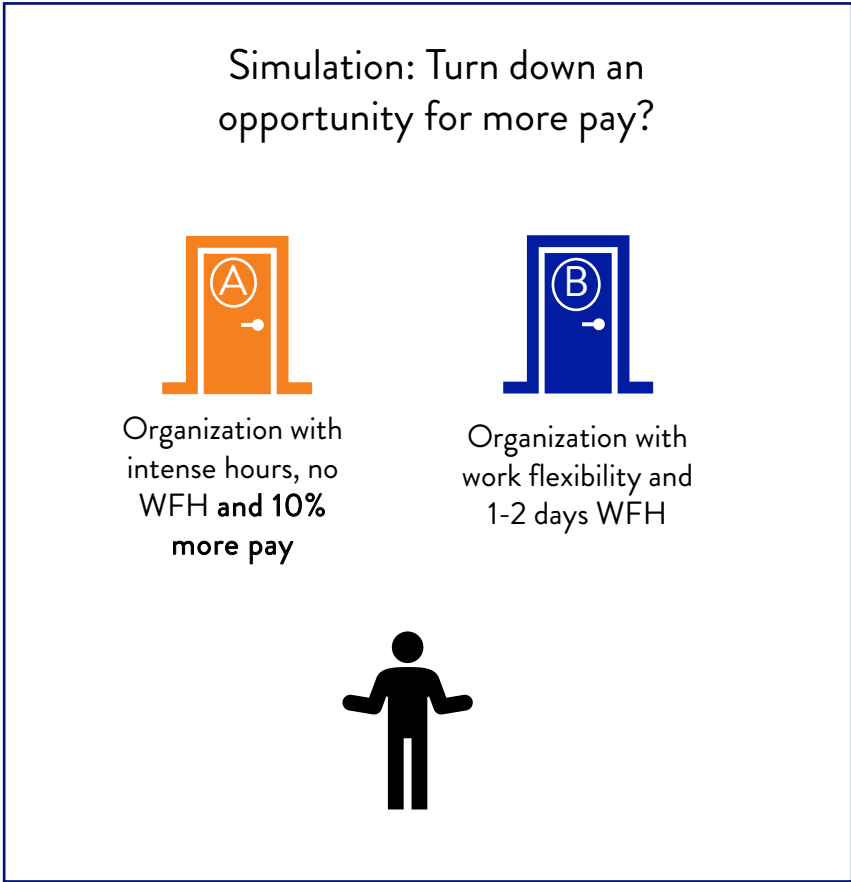 Simulation: Turn down an
opportunity for more pay?
A
B
Organization with
intense hours, no
WFH and 10%
more pay
Organization with
work flexibility and
1-2 days WFH